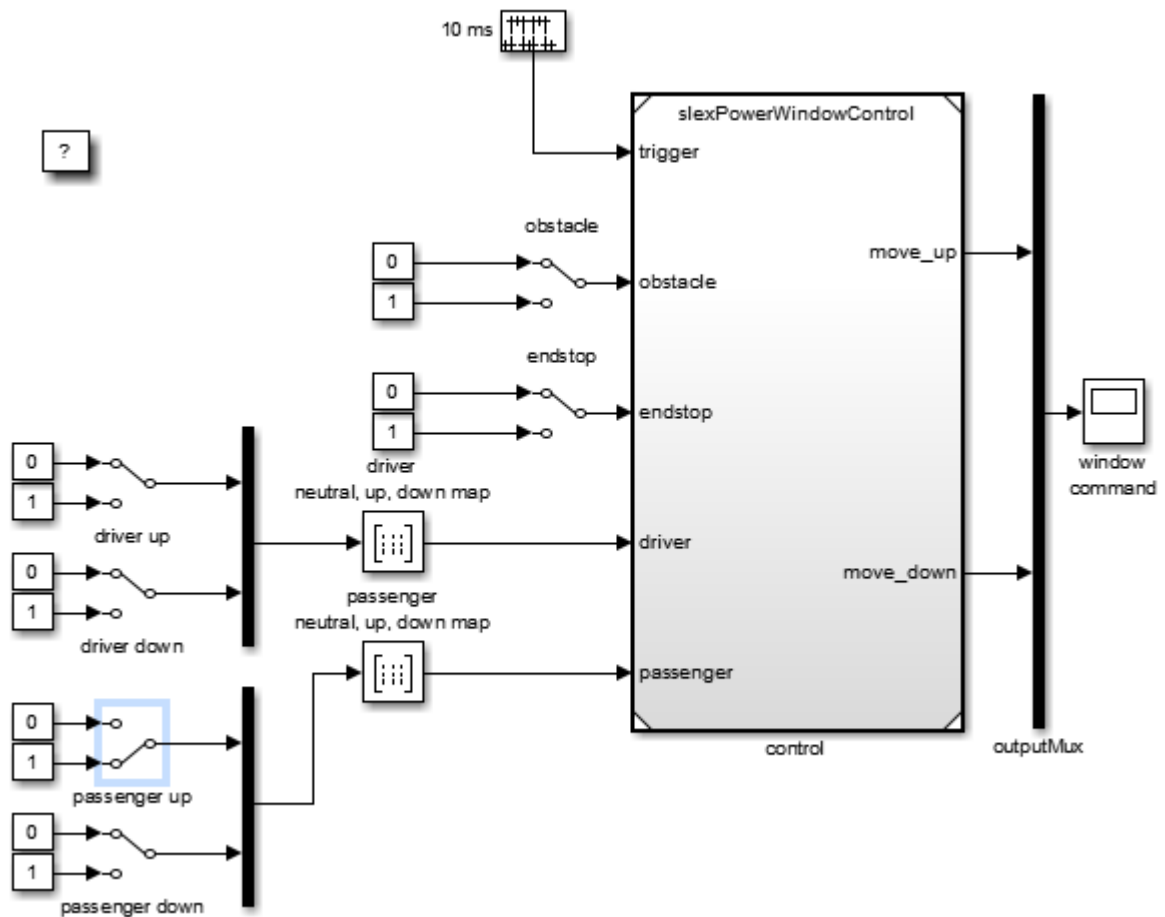 10 ms
slexPowerWindowControl
?
trigger
obstacle
0
1
obstacle
move_up
endstop
0
1
endstop
driver
neutral, up, down map
0
1
driver up
driver
window
command
0
1
driver down
passenger
neutral, up, down map
move_down
passenger
0
1
passenger up
control
outputMux
0
1
passenger down